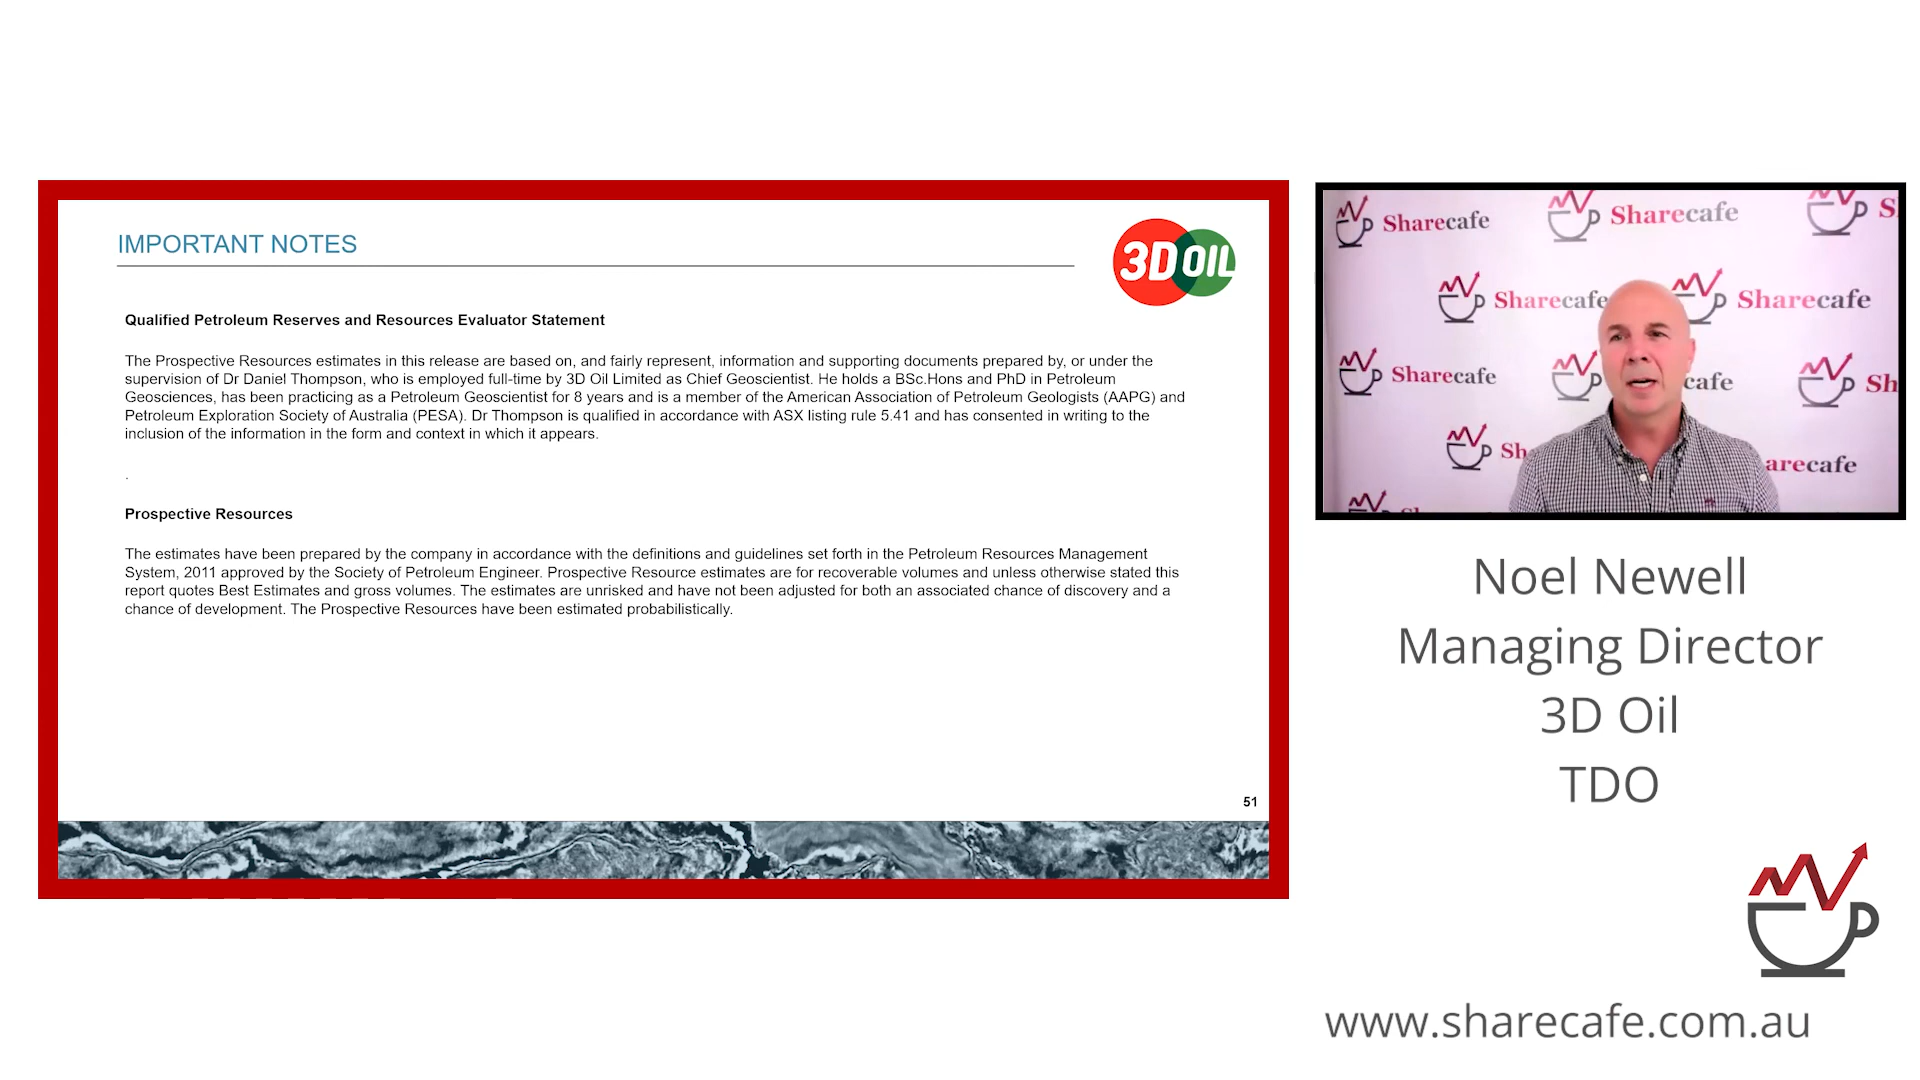 IMPORTANT NOTES
3D OIL
Qualified Petroleum Reserves and Resources Evaluator Statement
The Prospective Resources estimates in this release are based on, and fairly represent, information and supporting documents prepared by, or under the
supervision of Dr Daniel Thompson, who is employed full-time by 3D Oil Limited as Chief Geoscientist. He holds a BSc.Hons and PhD in Petroleum
Geosciences, has been practicing as a Petroleum Geoscientist for 8 years and is a member of the American Association of Petroleum Geologists (AAPG) and
Petroleum Exploration Society of Australia (PESA). Dr Thompson is qualified in accordance with ASX listing rule 5.41 and has consented in writing to the
inclusion of the information in the form and context in which it appears.
.
Prospective Resources
The estimates have been prepared by the company in accordance with the definitions and guidelines set forth in the Petroleum Resources Management
System, 2011 approved by the Society of Petroleum Engineer. Prospective Resource estimates are for recoverable volumes and unless otherwise stated this
report quotes Best Estimates and gross volumes. The estimates are unrisked and have not been adjusted for both an associated chance of discovery and a
chance of development. The Prospective Resources have been estimated probabilistically.
51
Sharecafe Sharecafe S
Sharecafe Sharecafe
Sharecafe cafe Sh
Sh arecafe
Noel Newell
Managing Director
3D Oil
TDO
www.sharecafe.com.au